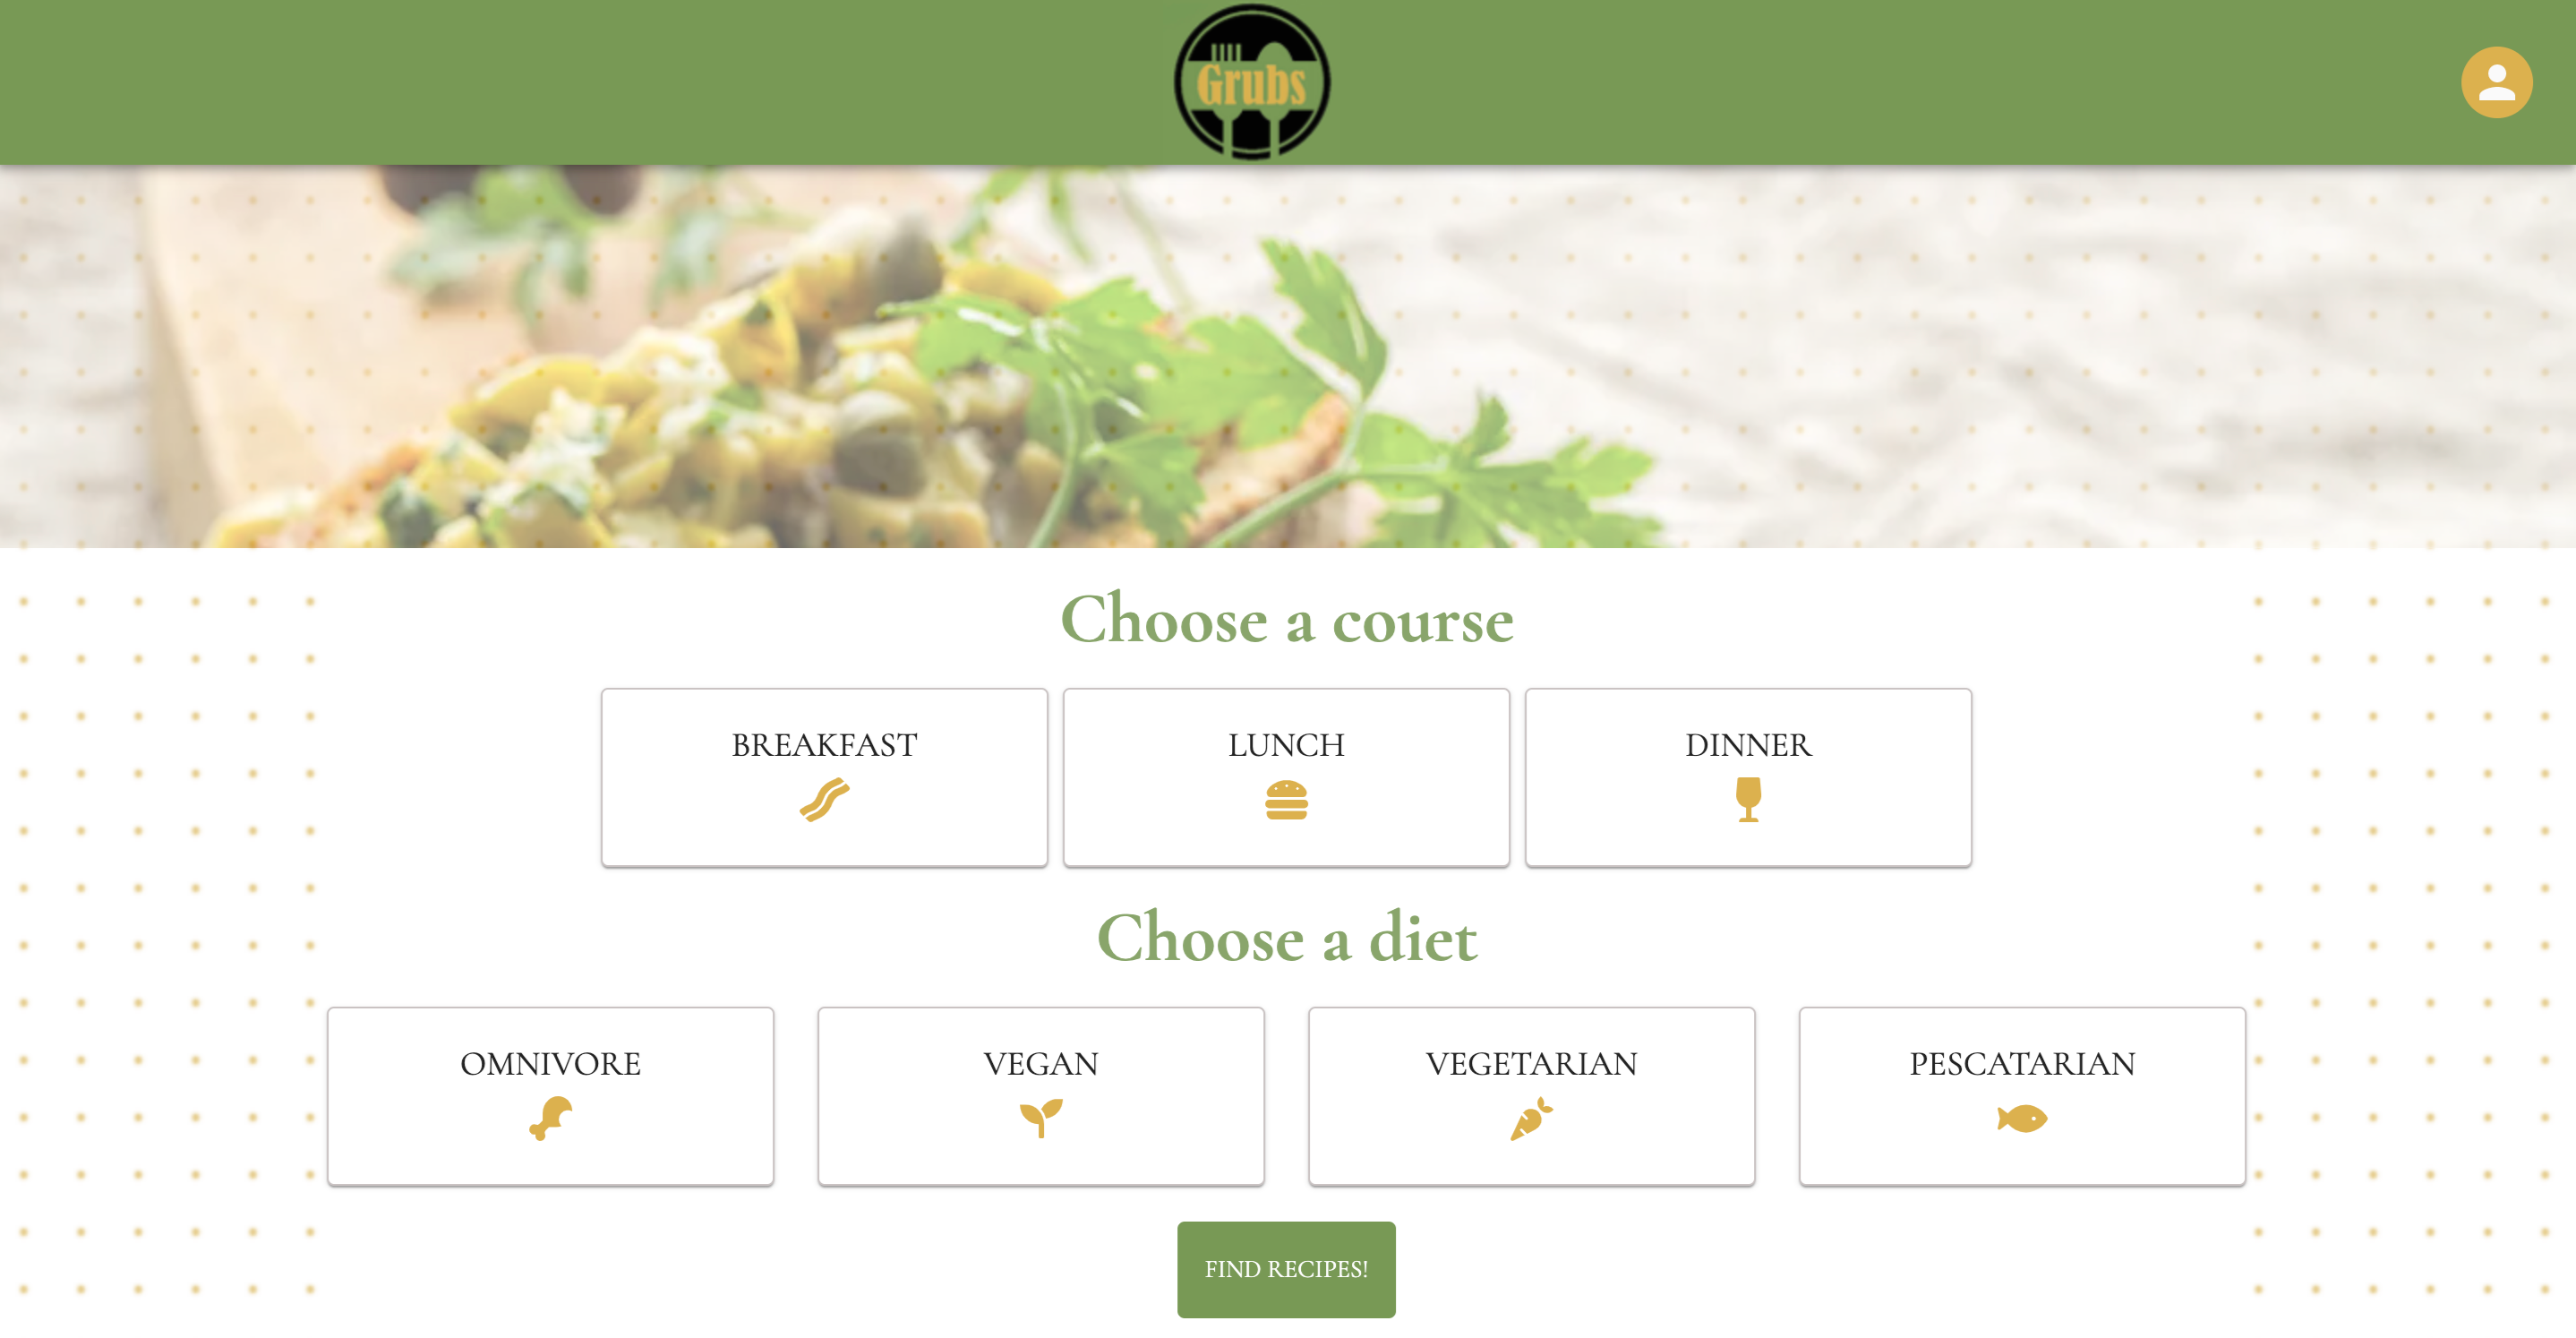 Grubs
Choose a course
BREAKFAST
LUNCH
DINNER
Choose a diet
OMNIVORE
VEGAN
VEGETARIAN
PESCATARIAN
FIND RECIPES!